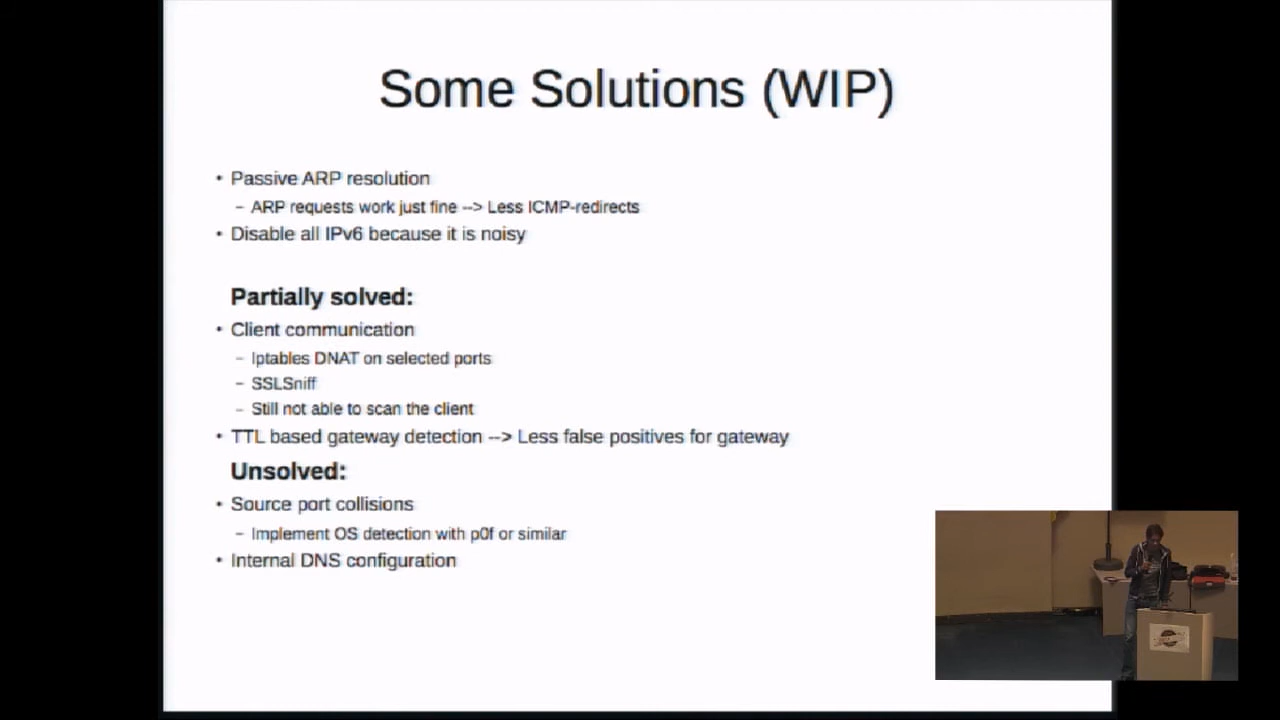 Some Solutions (WIP)
• Passive ARP resolution
– ARP requests work just fine --> Less ICMP-redirects
• Disable all IPv6 because it is noisy
Partially solved:
• Client communication
– Iptables DNAT on selected ports
– SSLSniff
– Still not able to scan the client
• TTL based gateway detection --> Less false positives for gateway
Unsolved:
• Source port collisions
– Implement OS detection with p0f or similar
• Internal DNS configuration